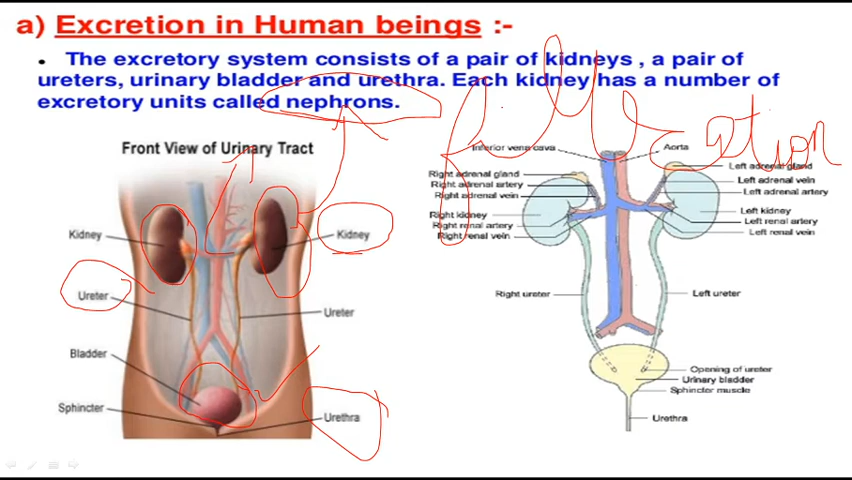 a) Excretion in Human beings :-
• The excretory system consists of a pair of kidneys , a pair of
ureters, urinary bladder and urethra. Each kidney has a number of
excretory units called nephrons.
Front View of Urinary Tract
Kidney
Kidney
Ureter
Ureter
Bladder
Sphincter
Urethra
Inferior vena cava
Aorta
Right adrenal gland
Right adrenal artery
Right adrenal vein
Right kidney
Right renal artery
Right renal vein
Left adrenal gland
Left adrenal vein
Left adrenal artery
Left kidney
Left renal artery
Left renal vein
Right ureter
Left ureter
Opening of ureter
Urinary bladder
Sphincter muscle
Urethra